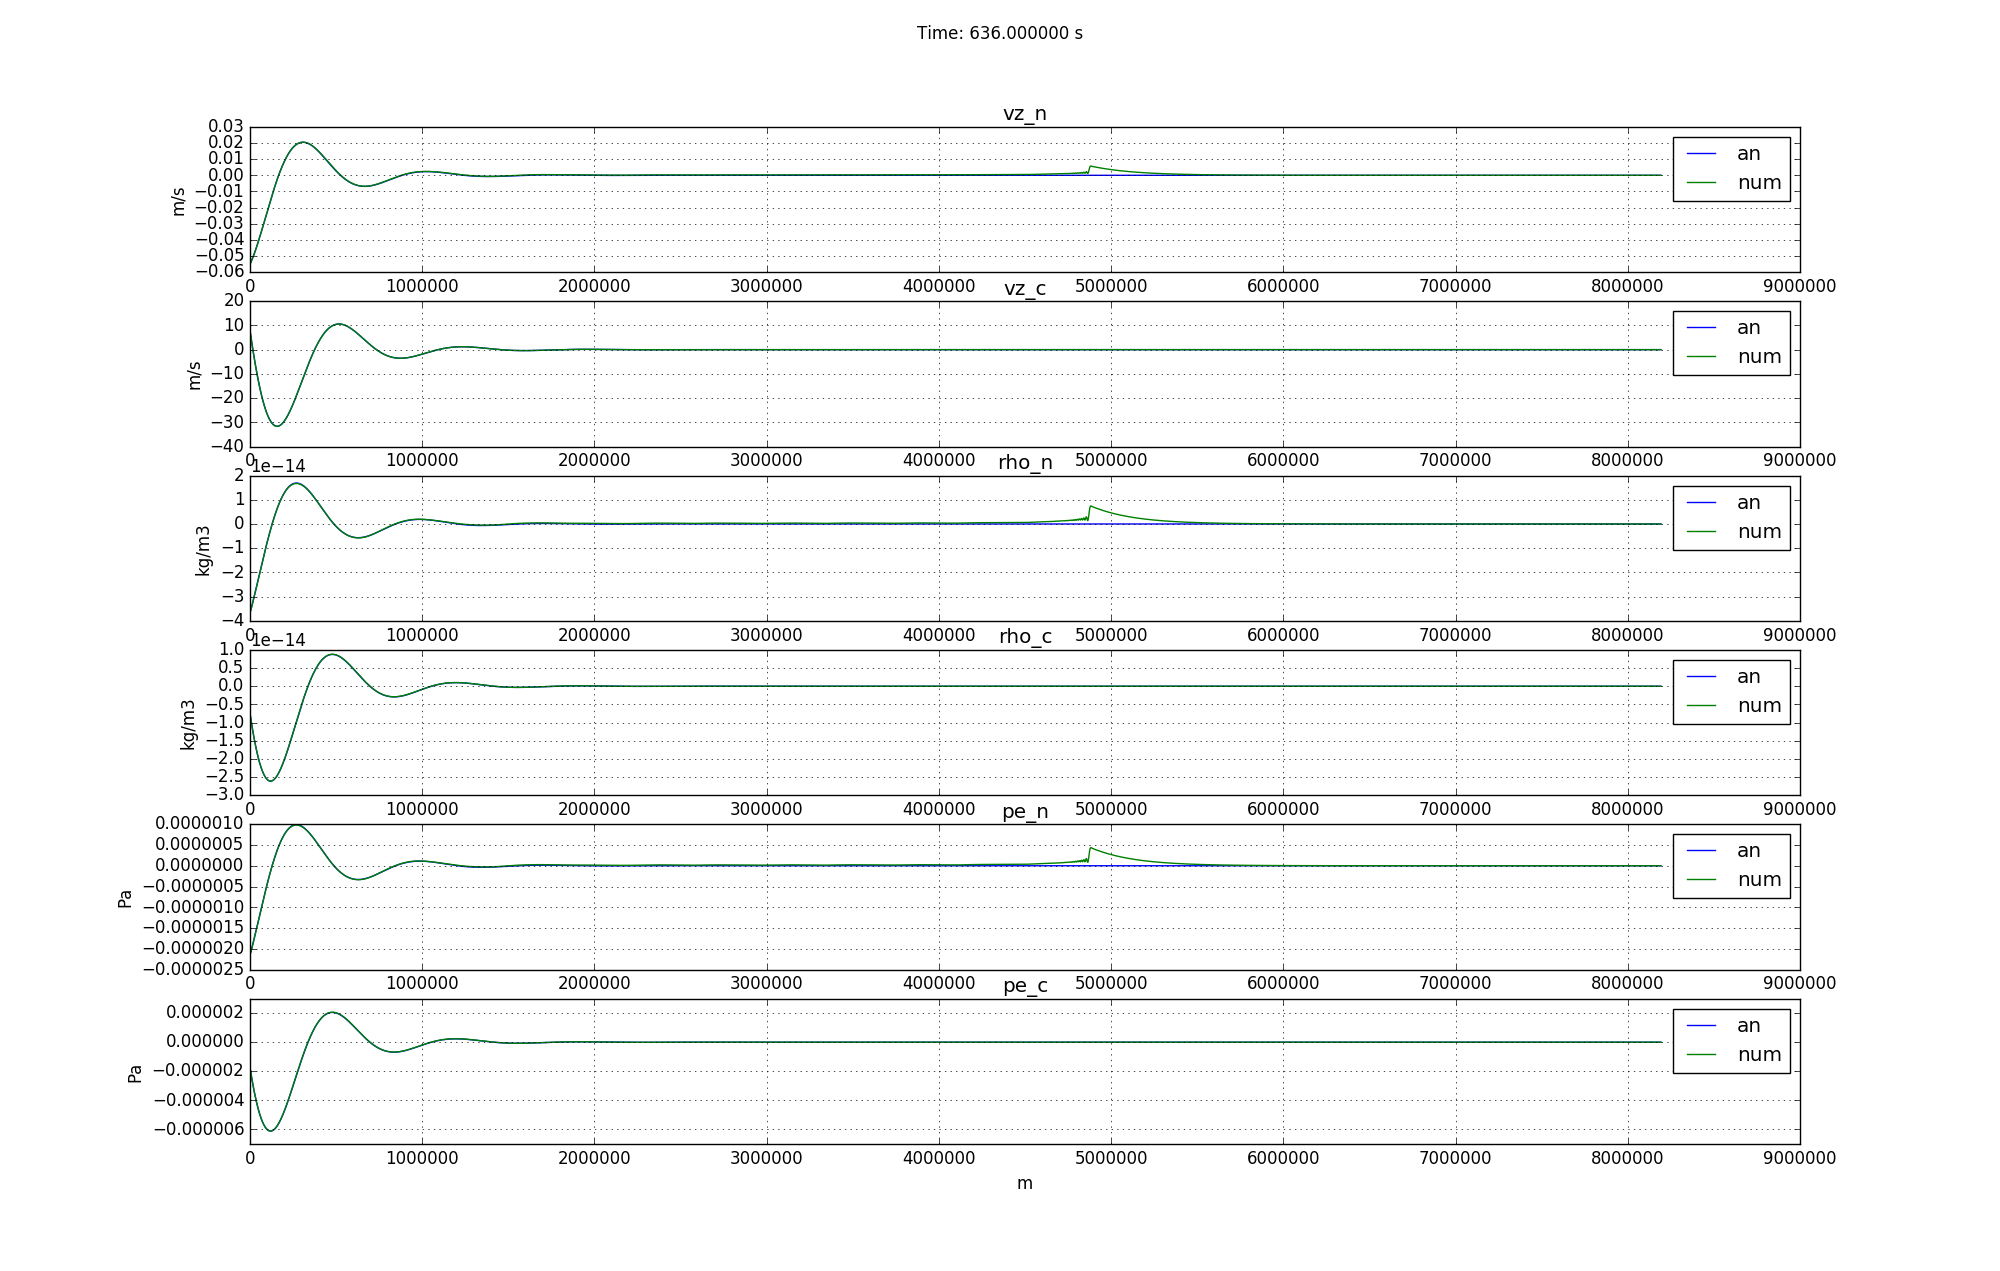 Time: 636.000000 s
vz_n
0.03
0.02
0.01
0.00
−0.01
−0.02
−0.03
−0.04
−0.05
−0.06
m/s
an
num
0 1000000 2000000 3000000 4000000 5000000 6000000 7000000 8000000 9000000
vz_c
20
10
0
−10
−20
−30
−40
m/s
an
num
0 1000000 2000000 3000000 4000000 5000000 6000000 7000000 8000000 9000000
1e−14
rho_n
2
1
0
−1
−2
−3
−4
kg/m3
an
num
0 1000000 2000000 3000000 4000000 5000000 6000000 7000000 8000000 9000000
1e−14
rho_c
1.0
0.5
0.0
−0.5
−1.0
−1.5
−2.0
−2.5
−3.0
kg/m3
an
num
0 1000000 2000000 3000000 4000000 5000000 6000000 7000000 8000000 9000000
pe_n
0.0000010
0.0000005
0.0000000
−0.0000005
−0.0000010
−0.0000015
−0.0000020
−0.0000025
Pa
an
num
0 1000000 2000000 3000000 4000000 5000000 6000000 7000000 8000000 9000000
pe_c
0.000002
0.000000
−0.000002
−0.000004
−0.000006
Pa
an
num
0 1000000 2000000 3000000 4000000 5000000 6000000 7000000 8000000 9000000
m